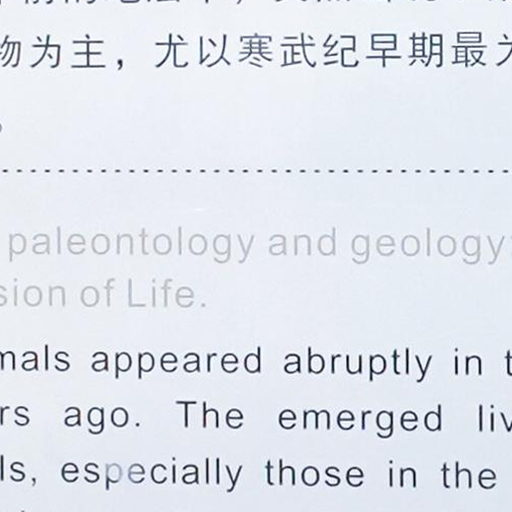 物为主，尤以寒武纪早期最为
。
paleontology and geology
sion of Life.
mals appeared abruptly in t
rs ago. The emerged liv
ls, especially those in the